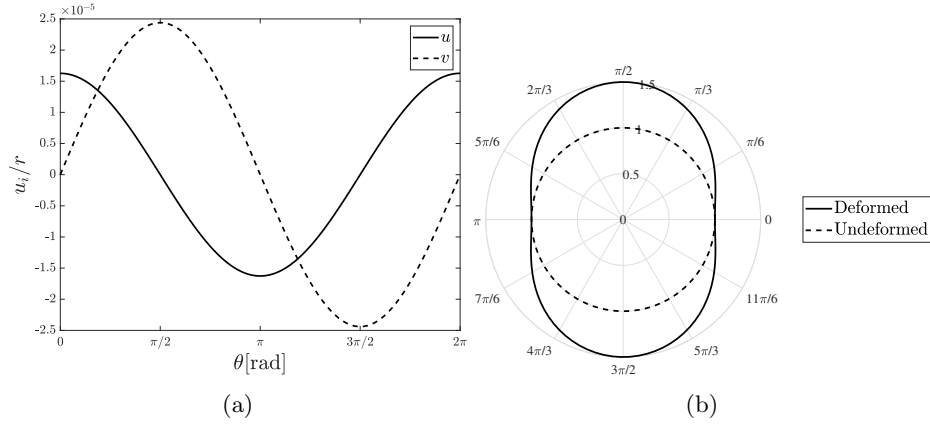 ×10⁻⁵
2.5
2
1.5
1
0.5
0
-0.5
-1
-1.5
-2
-2.5
u_i/r
0
π/2
π
3π/2
2π
θ[rad]
u
v
(a)
π/2
1.5
π/3
2π/3
5π/6
π/6
1
0.5
π
0
0
7π/6
11π/6
4π/3
5π/3
3π/2
Deformed
Undeformed
(b)